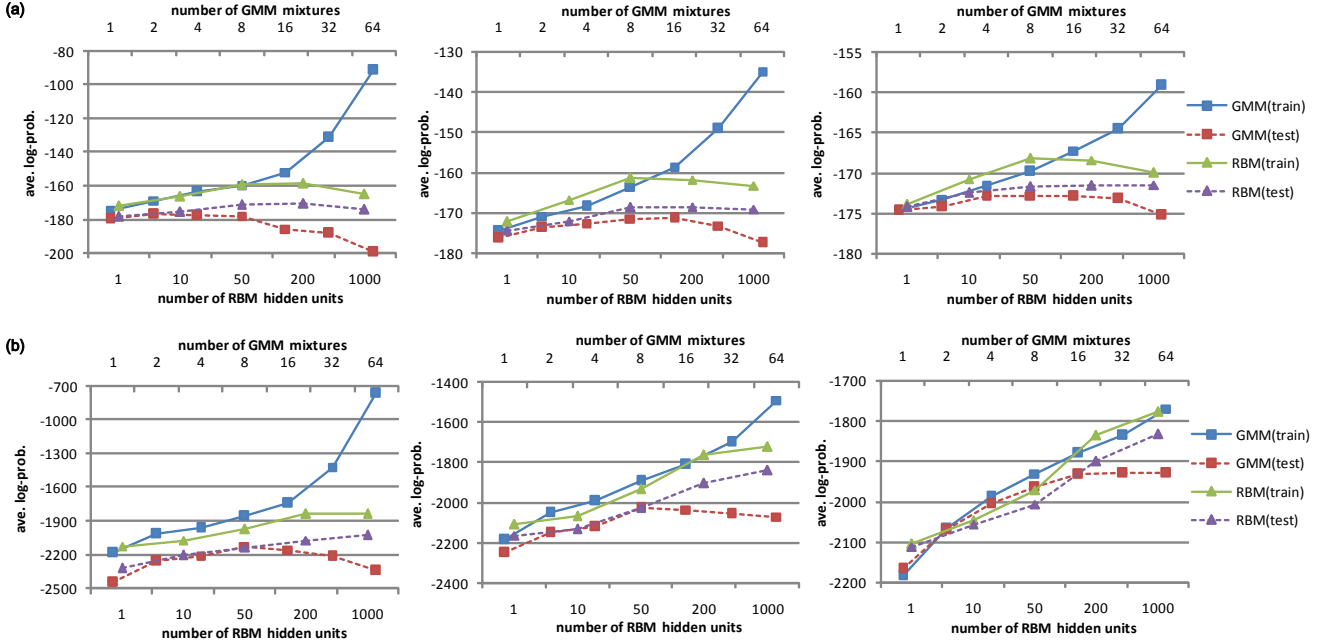 (a)
number of GMM mixtures
1 2 4 8 16 32 64
ave. log-prob.
-80
-100
-120
-140
-160
-180
-200
1 10 50 200 1000
number of RBM hidden units
number of GMM mixtures
1 2 4 8 16 32 64
ave. log-prob.
-130
-140
-150
-160
-170
-180
1 10 50 200 1000
number of RBM hidden units
number of GMM mixtures
1 2 4 8 16 32 64
ave. log-prob.
-155
-160
-165
-170
-175
-180
1 10 50 200 1000
number of RBM hidden units
GMM(train)
GMM(test)
RBM(train)
RBM(test)
(b)
number of GMM mixtures
1 2 4 8 16 32 64
ave. log-prob.
-700
-1000
-1300
-1600
-1900
-2200
-2500
1 10 50 200 1000
number of RBM hidden units
number of GMM mixtures
1 2 4 8 16 32 64
ave. log-prob.
-1400
-1600
-1800
-2000
-2200
-2400
1 10 50 200 1000
number of RBM hidden units
number of GMM mixtures
1 2 4 8 16 32 64
ave. log-prob.
-1700
-1800
-1900
-2000
-2100
-2200
1 10 50 200 1000
number of RBM hidden units
GMM(train)
GMM(test)
RBM(train)
RBM(test)